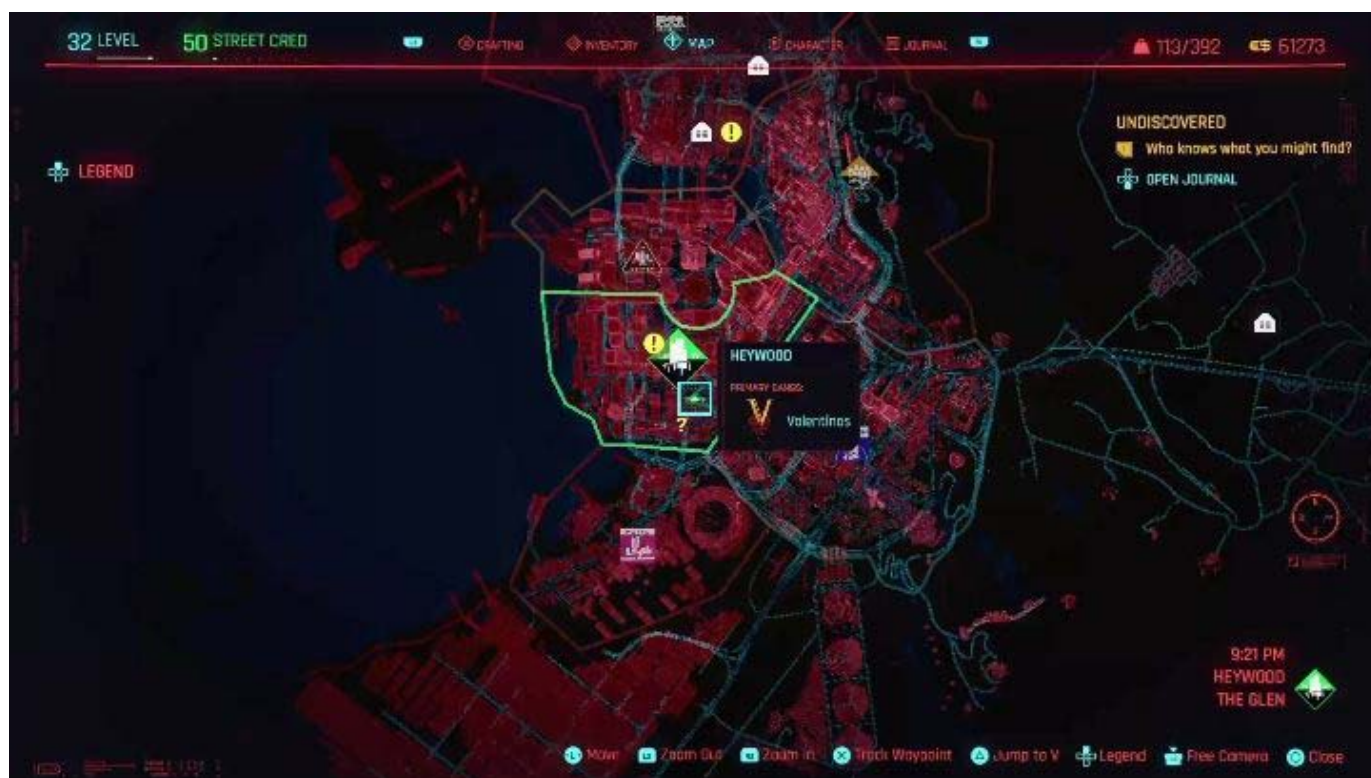 32 LEVEL
50 STREET CRED
CRAFTING
INVENTORY
MAP
CHARACTER
JOURNAL
113/392
€$ 61273
LEGEND
UNDISCOVERED
Who knows what you might find?
OPEN JOURNAL
HEYWOOD
PRIMARY GANGS:
Valentinos
9:21 PM
HEYWOOD
THE GLEN
Move
Zoom Out
Zoom In
Track Waypoint
Jump to V
Legend
Free Camera
Close